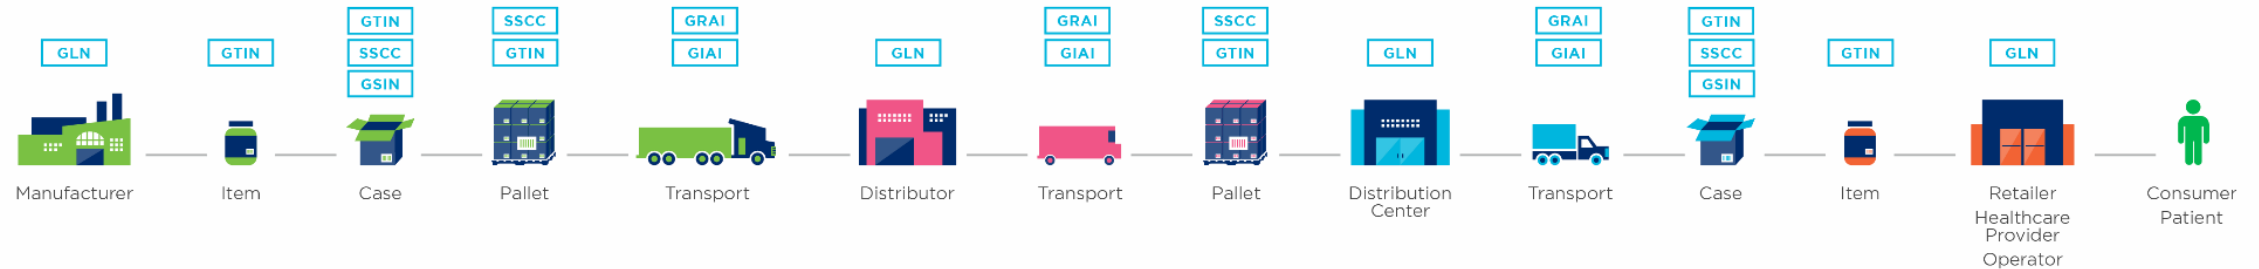 GTIN SSCC GRAI GRAI SSCC GRAI GTIN
GLN GTIN SSCC GTIN GIAI GLN GIAI GTIN GLN GIAI SSCC GTIN GLN
GSIN GSIN
Manufacturer Item Case Pallet Transport Distributor Transport Pallet Distribution Transport Case Item Retailer Consumer
Center
Healthcare Patient
Provider
Operator